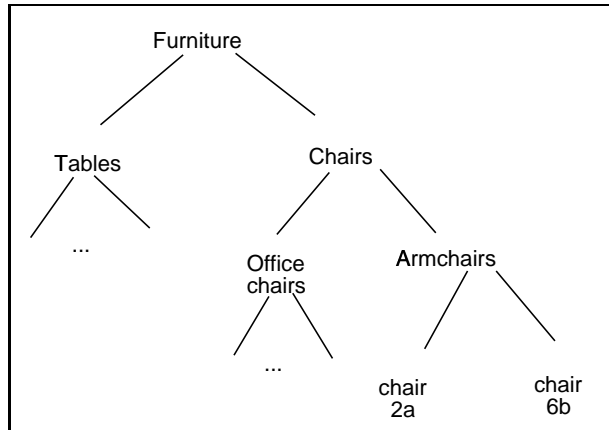 Furniture
Tables
Chairs
...
Office
chairs
Armchairs
...
chair
2a
chair
6b